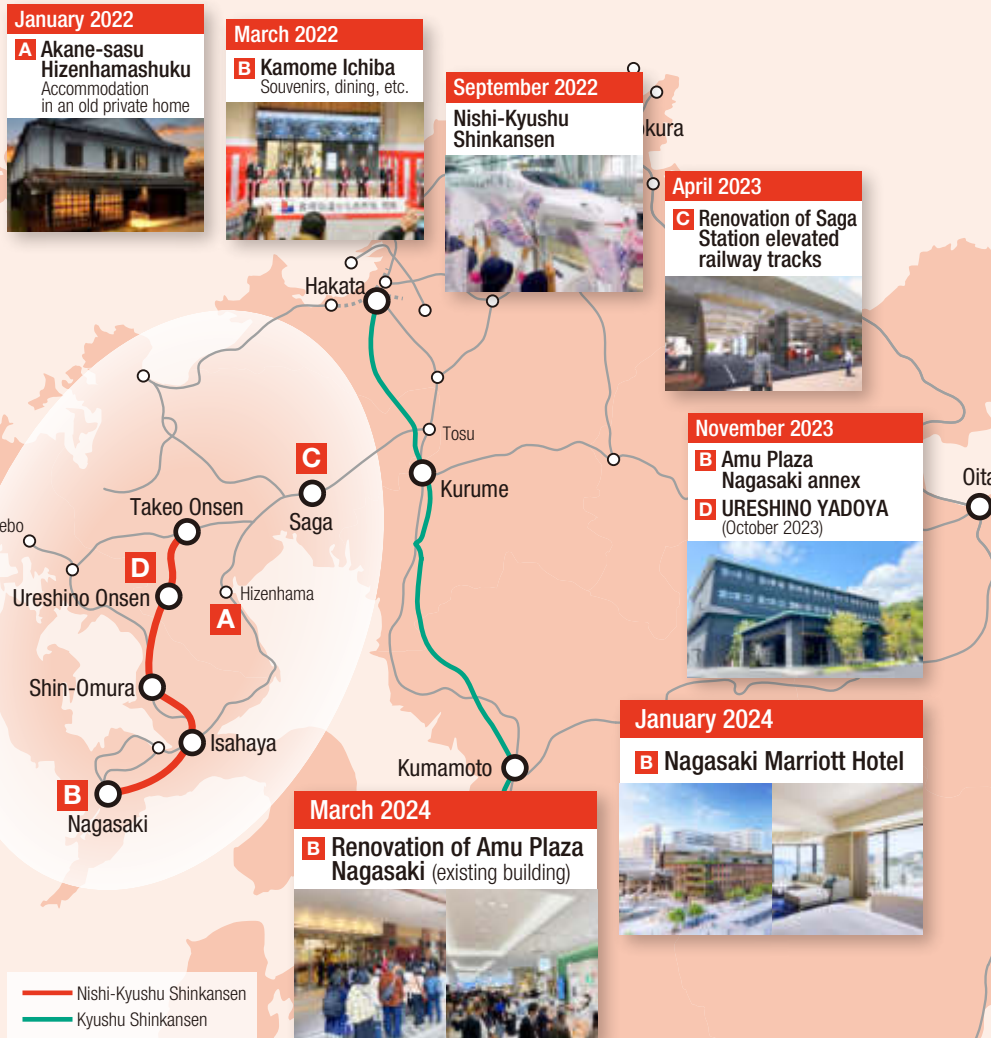 January 2022
A Akane-sasu
Hizenhamashuku
Accommodation
in an old private home
March 2022
B Kamome Ichiba
Souvenirs, dining, etc.
September 2022
Nishi-Kyushu
Shinkansen
okura
April 2023
C Renovation of Saga
Station elevated
railway tracks
Hakata
Tosu
Kurume
C
Saga
Takeo Onsen
ebo
D
Ureshino Onsen
Hizenhama
A
Shin-Omura
Isahaya
B
Nagasaki
Kumamoto
Oita
November 2023
B Amu Plaza
Nagasaki annex
D URESHINO YADOYA
(October 2023)
January 2024
B Nagasaki Marriott Hotel
March 2024
B Renovation of Amu Plaza
Nagasaki (existing building)
Nishi-Kyushu Shinkansen
Kyushu Shinkansen